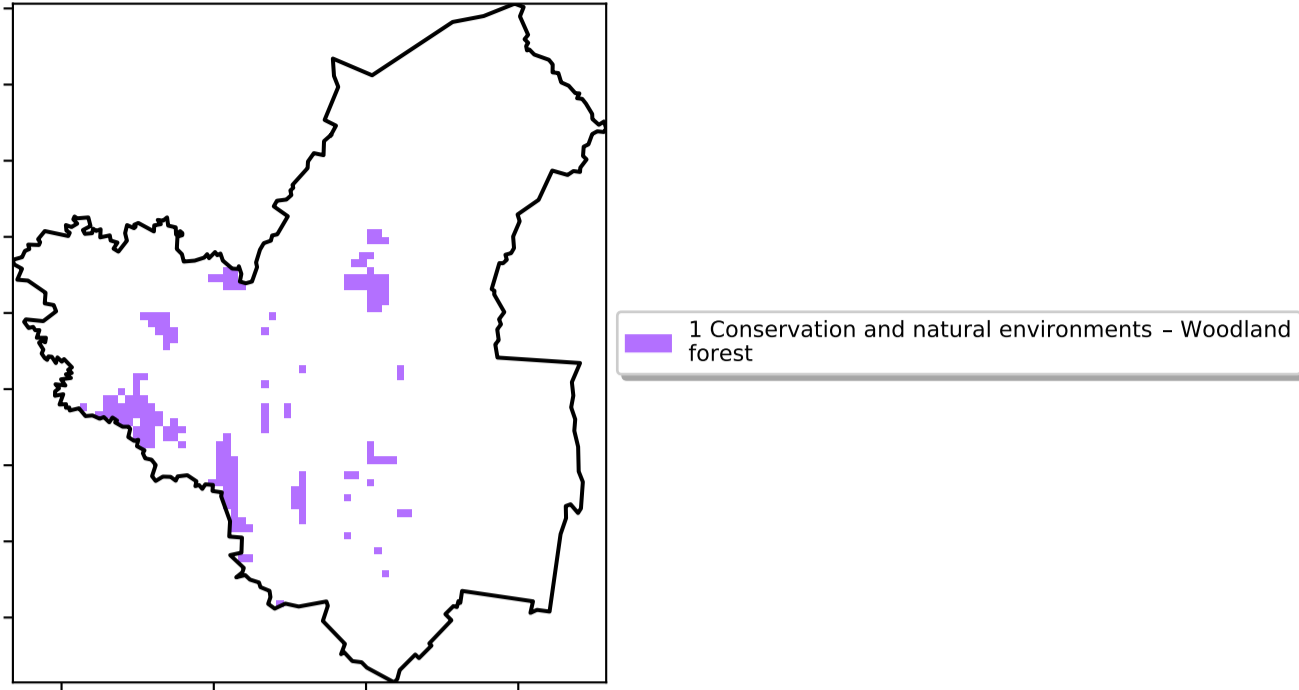 1 Conservation and natural environments – Woodland
forest